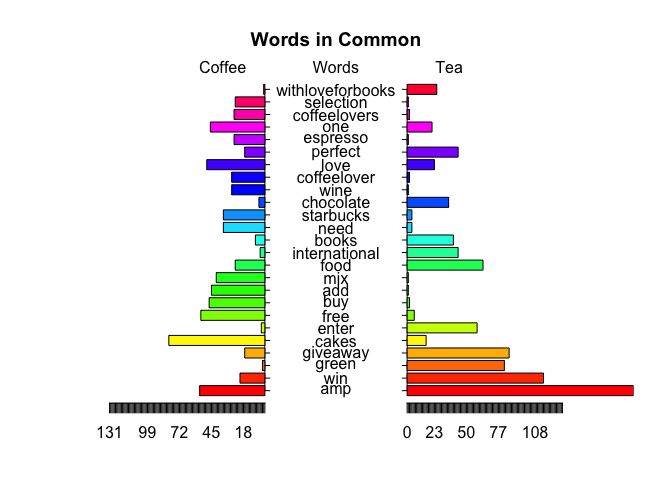 Words in Common
Coffee Words Tea
withloveforbooks
selection
coffeelovers
one
espresso
perfect
love
coffeelover
wine
chocolate
starbucks
need
books
international
food
mix
add
buy
free
enter
cakes
giveaway
green
win
amp
131 99 72 45 18 0 23 50 77 108